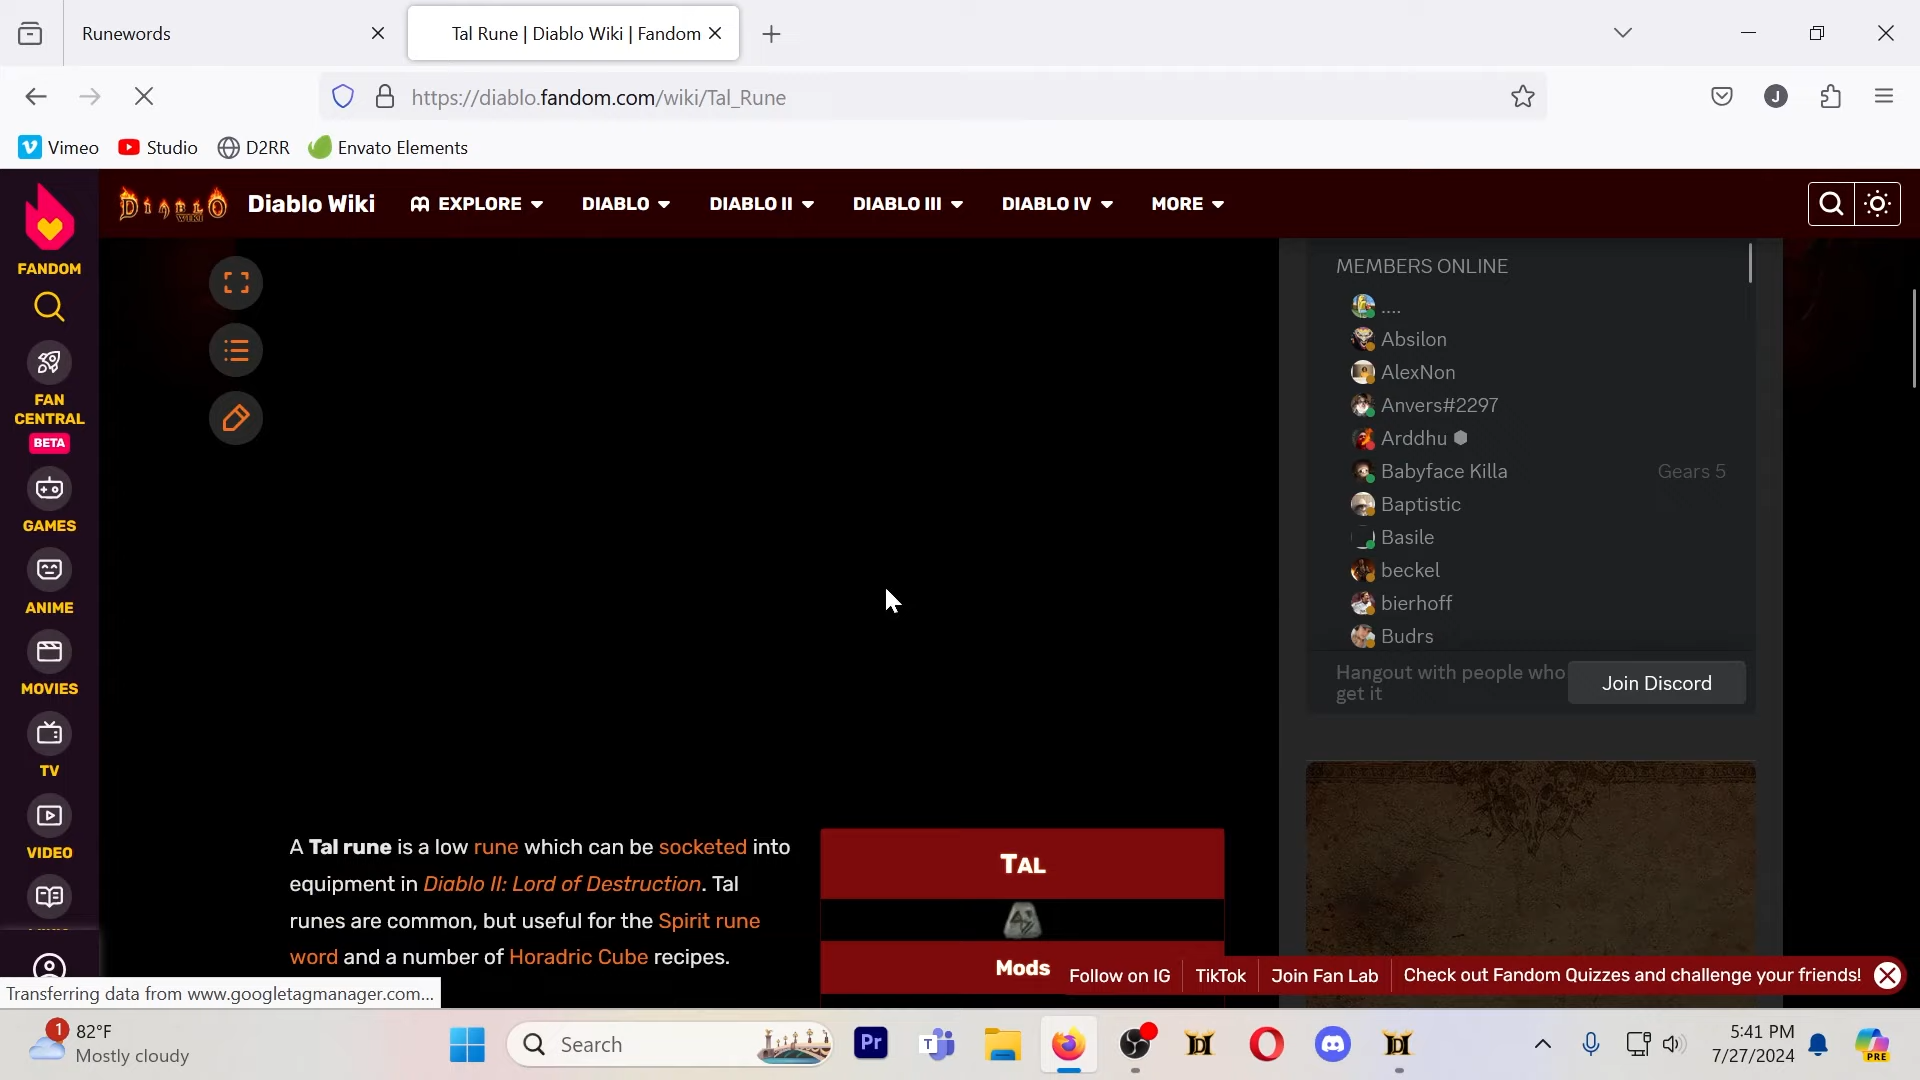 Runewords
Tal Rune | Diablo Wiki | Fandom
https://diablo.fandom.com/wiki/Tal_Rune
J
Vimeo
Studio
D2RR
Envato Elements
DIABLO WIKI
Diablo Wiki
EXPLORE
DIABLO
DIABLO II
DIABLO III
DIABLO IV
MORE
FANDOM
FAN
CENTRAL
BETA
GAMES
ANIME
MOVIES
TV
VIDEO
MEMBERS ONLINE
....
Absilon
AlexNon
Anvers#2297
Arddhu
Babyface Killa
Gears 5
Baptistic
Basile
beckel
bierhoff
Budrs
Hangout with people who
get it
Join Discord
A Tal rune is a low rune which can be socketed into
equipment in Diablo II: Lord of Destruction. Tal
runes are common, but useful for the Spirit rune
word and a number of Horadric Cube recipes.
TAL
Mods
Follow on IG
TikTok
Join Fan Lab
Check out Fandom Quizzes and challenge your friends!
Transferring data from www.googletagmanager.com...
1
82°F
Mostly cloudy
Search
Pr
T
5:41 PM
7/27/2024
PRE